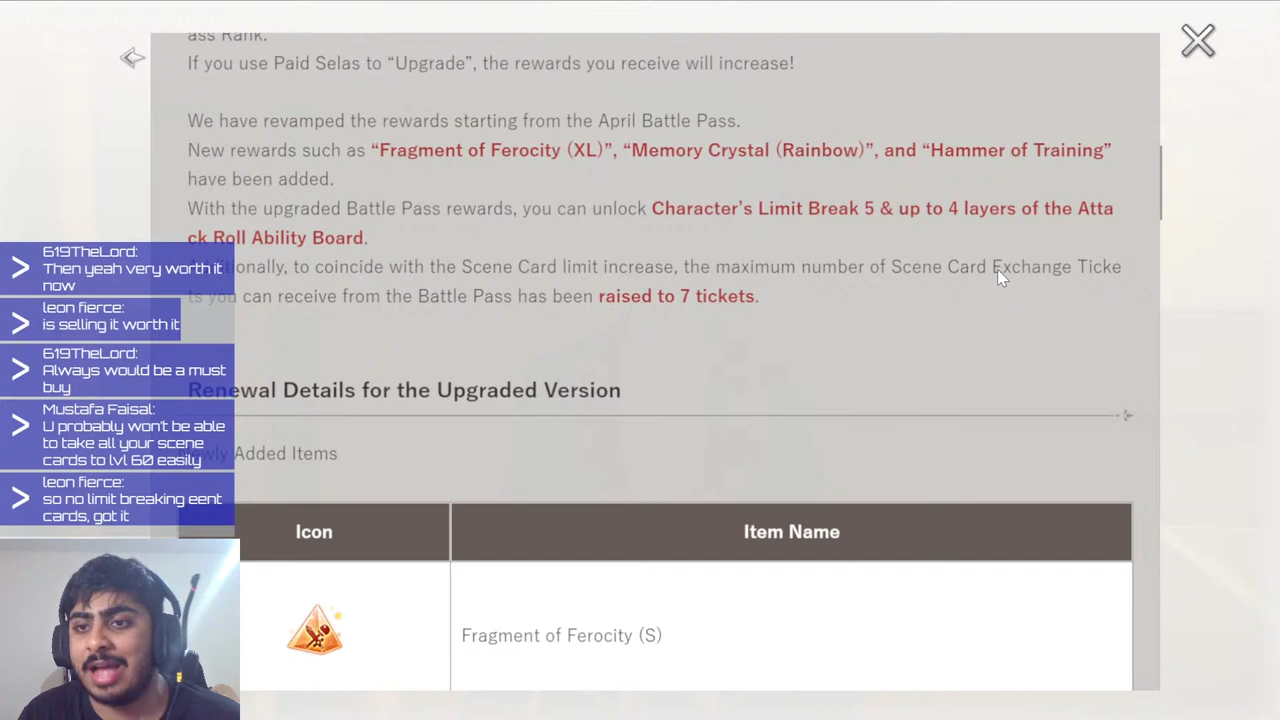 ass Rank.
If you use Paid Selas to “Upgrade”, the rewards you receive will increase!
We have revamped the rewards starting from the April Battle Pass.
New rewards such as “Fragment of Ferocity (XL)”, “Memory Crystal (Rainbow)”, and “Hammer of Training”
have been added.
With the upgraded Battle Pass rewards, you can unlock Character’s Limit Break 5 & up to 4 layers of the Atta
ck Roll Ability Board.
to coincide with the Scene Card limit increase, the maximum number of Scene Card Exchange Ticke
ts you can receive from the Battle Pass has been raised to 7 tickets.
Renewal Details for the Upgraded Version
Added Items
Icon
Item Name
Fragment of Ferocity (S)
619TheLord:
Then yeah very worth it
now
leon fierce:
is selling it worth it
619TheLord:
Always would be a must
buy
Mustafa Faisal:
U probably won't be able
to take all your scene
cards to lvl 60 easily
leon fierce:
so no limit breaking eent
cards, got it